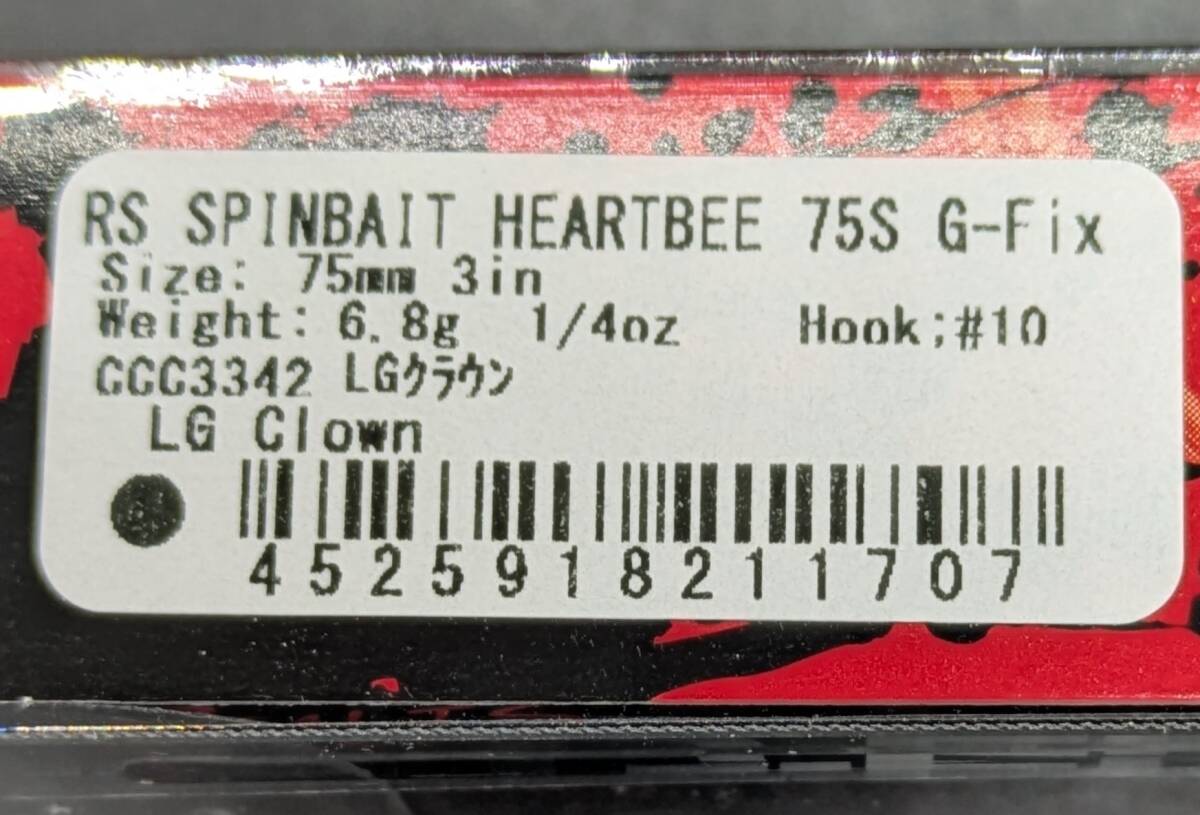 RS SPINBAIT HEARTBEE 75S G-Fix
Size: 75mm 3in
Weight: 6.8g 1/4oz Hook;#10
CCC3342 LGクラウン
LG Clown
4525918211707